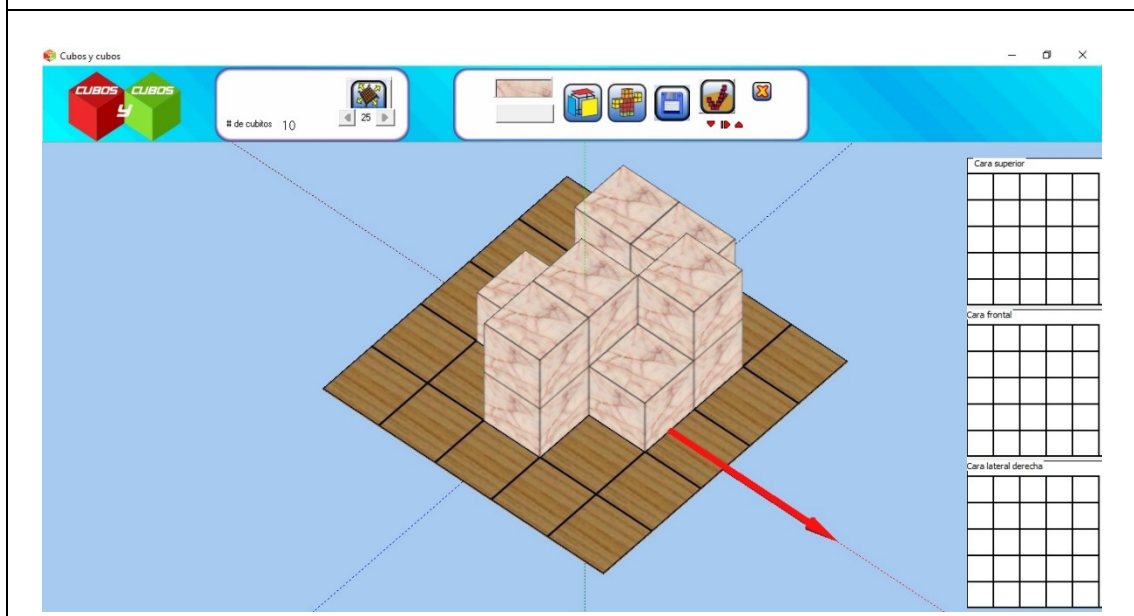 Cubos y cubos
CUBOS CUBOS
Y
# de cubitos 10
25
Cara superior
Cara frontal
Cara lateral derecha